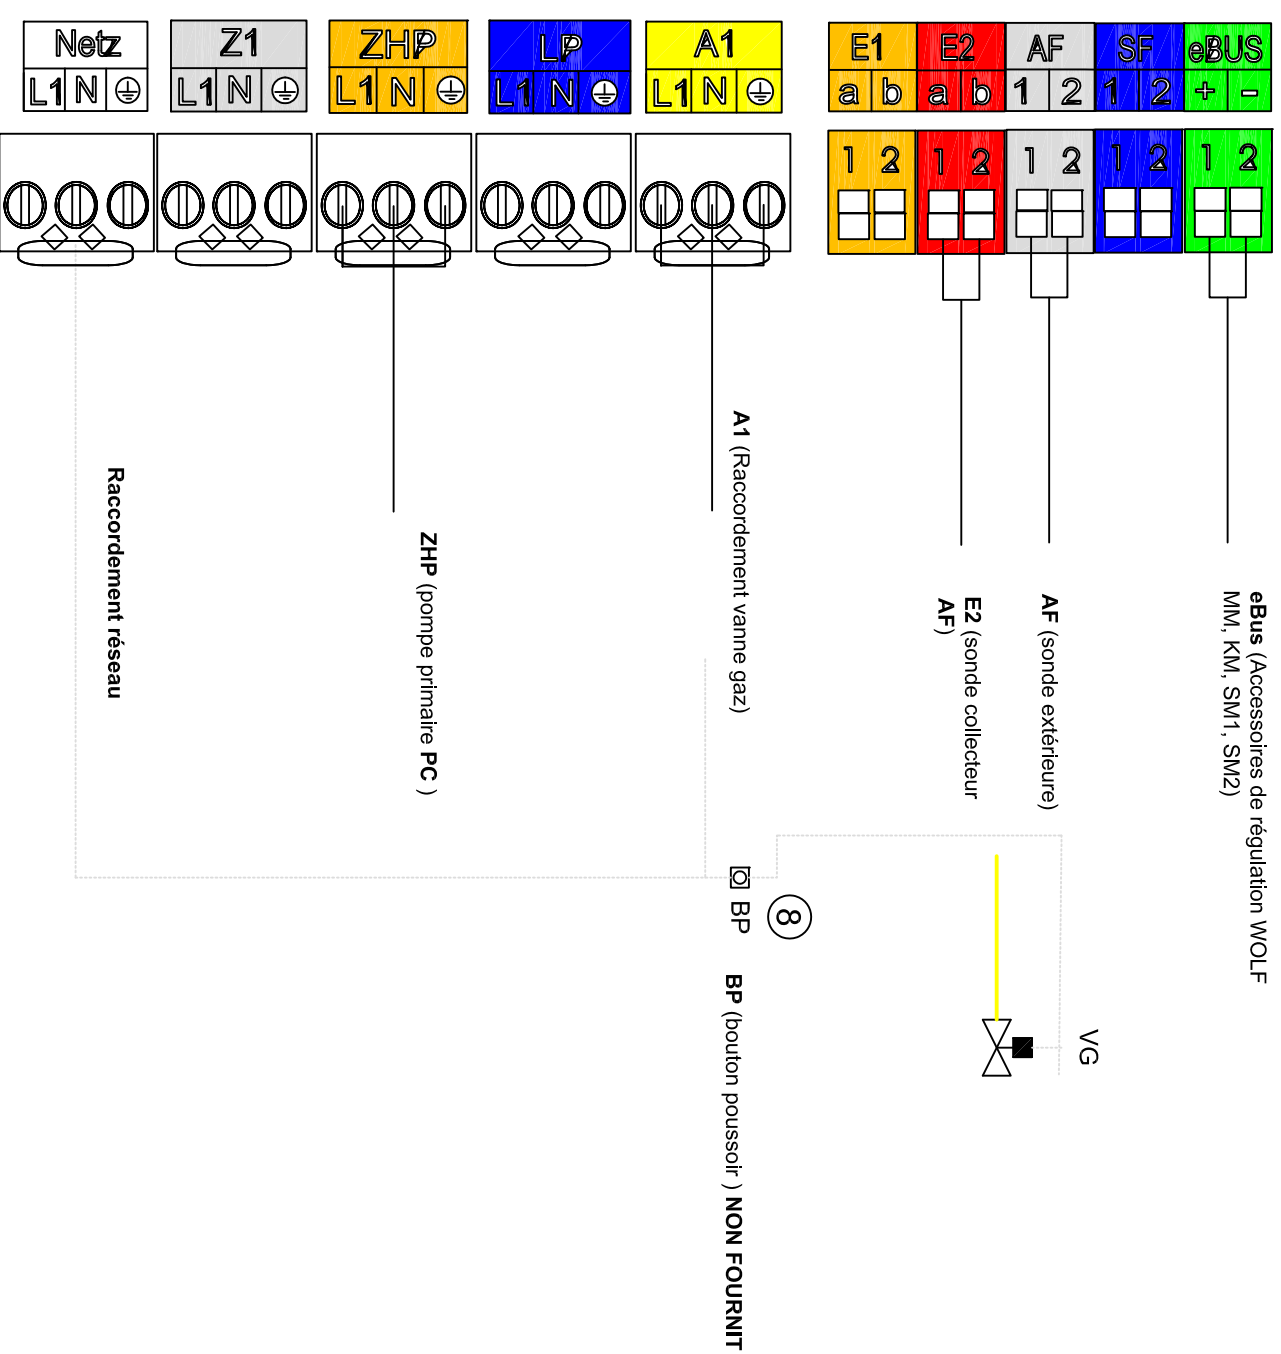 Netz Z1 ZHP LP A1 E1 E2 AF SF eBUS
L1 N L1 N L1 N L1 N L1 N a b a b 1 2 1 2 + -
1 2 1 2 1 2 1 2 1 2
Raccordement réseau
ZHP (pompe primaire PC )
A1 (Raccordement vanne gaz)
E2 (sonde collecteur
AF)
AF (sonde extérieure)
eBus (Accessoires de régulation WOLF
MM, KM, SM1, SM2)
BP
8
VG
BP (bouton poussoir ) NON FOURNIT